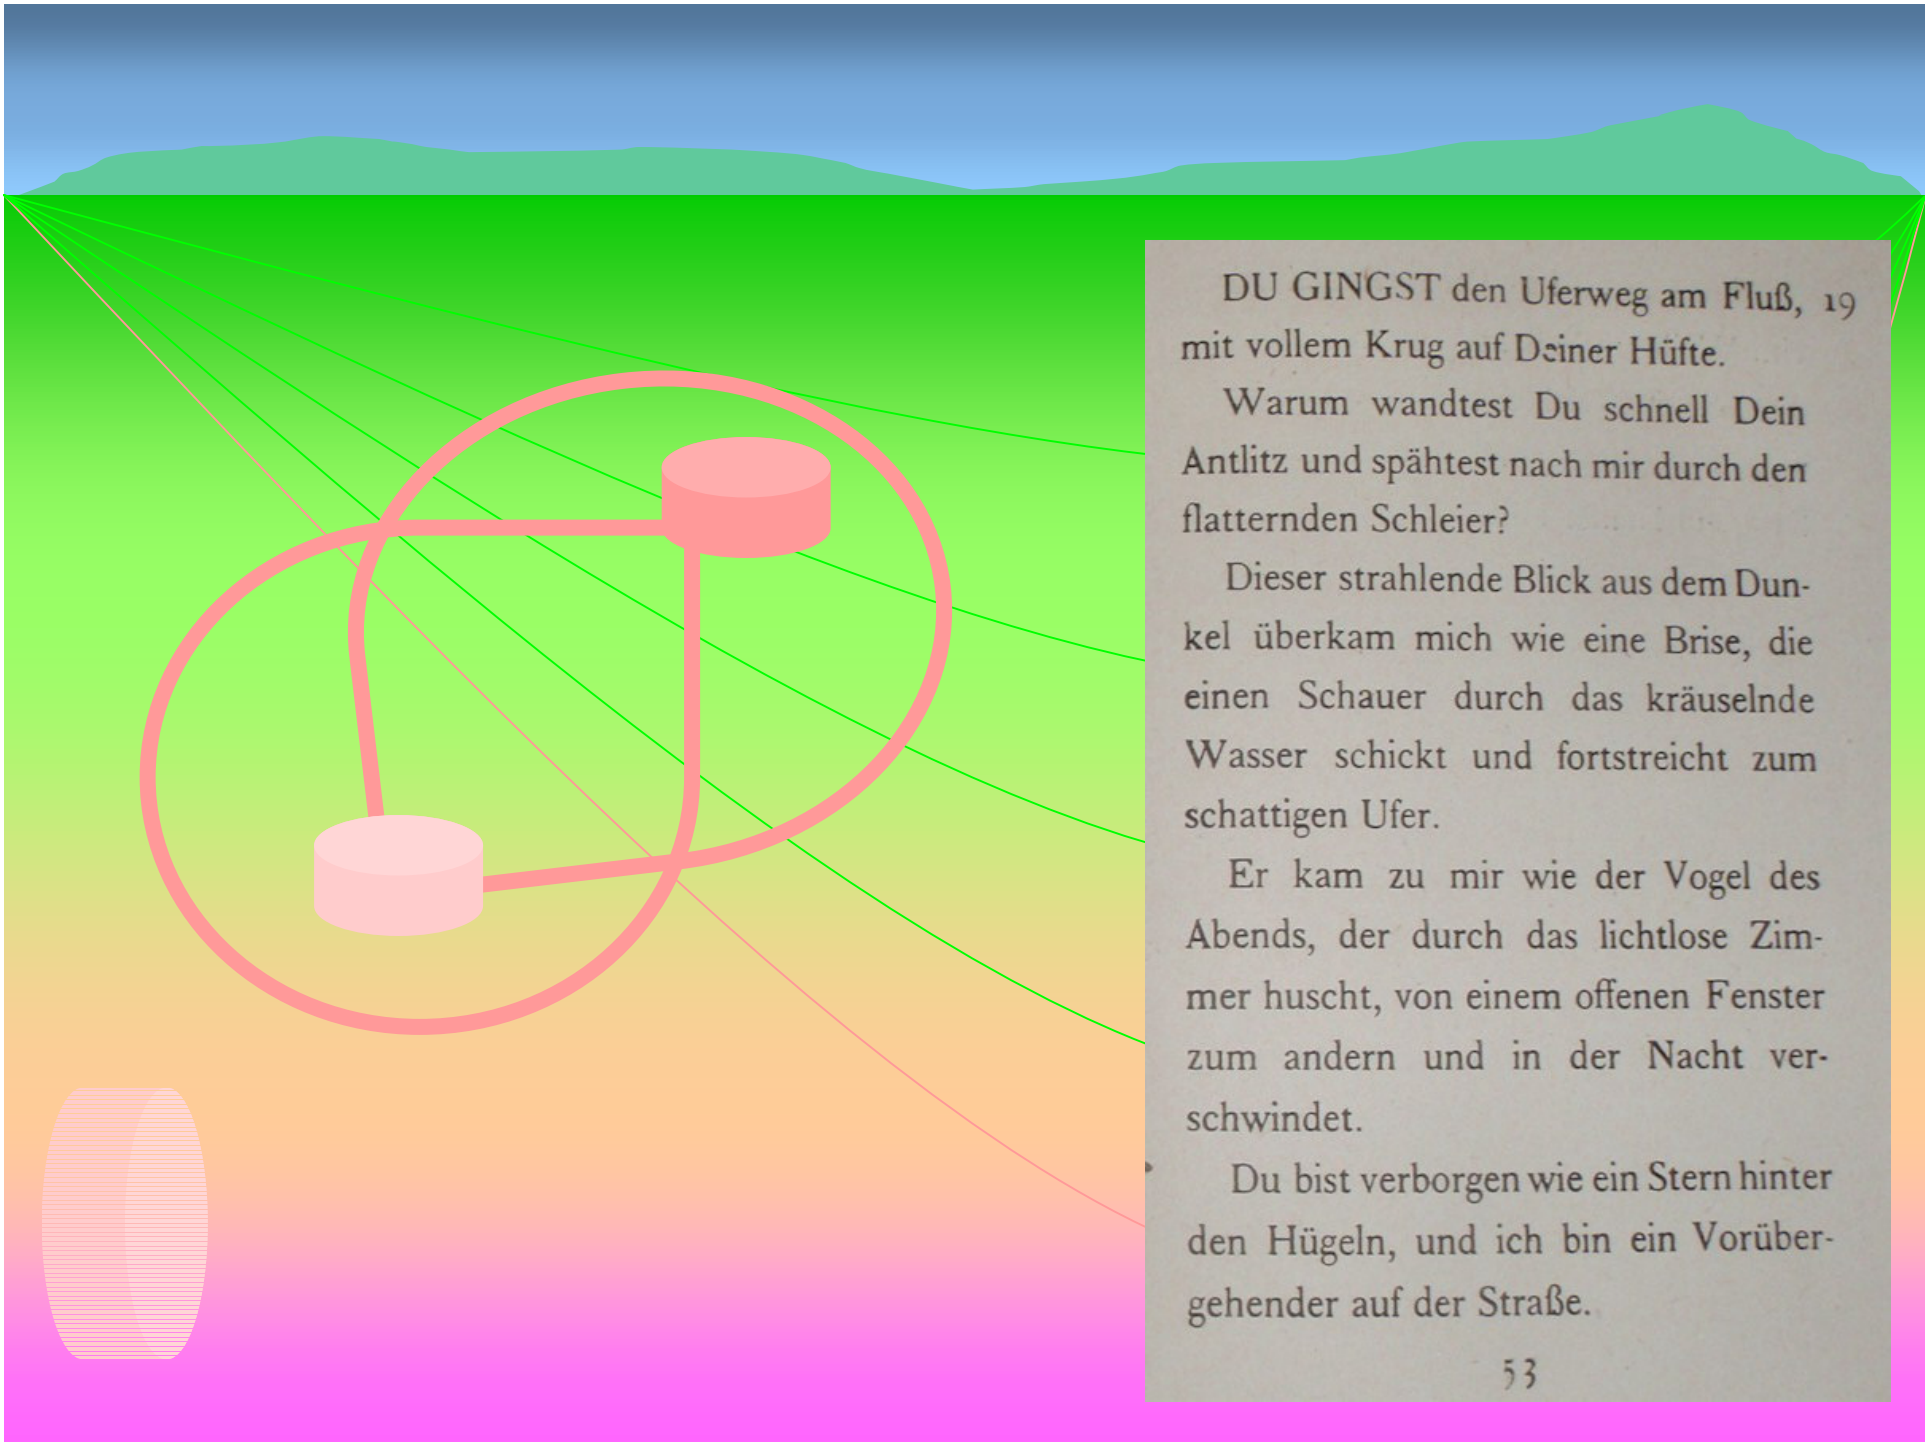 DU GINGST den Uferweg am Fluß, 19
mit vollem Krug auf Deiner Hüfte.
Warum wandtest Du schnell Dein
Antlitz und spähtest nach mir durch den
flatternden Schleier?
Dieser strahlende Blick aus dem Dun-
kel überkam mich wie eine Brise, die
einen Schauer durch das kräuselnde
Wasser schickt und fortstreicht zum
schattigen Ufer.
Er kam zu mir wie der Vogel des
Abends, der durch das lichtlose Zim-
mer huscht, von einem offenen Fenster
zum andern und in der Nacht ver-
schwindet.
Du bist verborgen wie ein Stern hinter
den Hügeln, und ich bin ein Vorüber-
gehender auf der Straße.
53